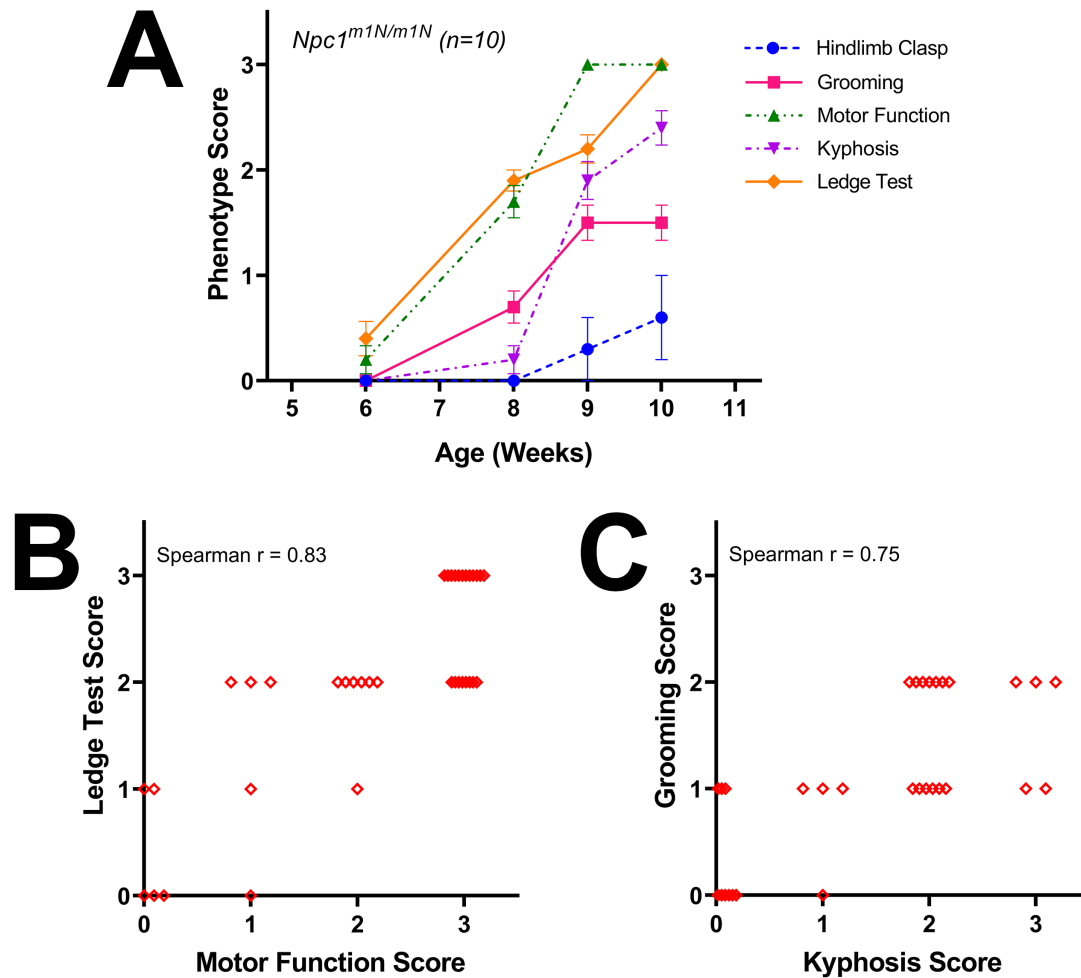 A
Npc1m1N/m1N (n=10)
Phenotype Score
3
2
1
0
5 6 7 8 9 10 11
Age (Weeks)
Hindlimb Clasp
Grooming
Motor Function
Kyphosis
Ledge Test
B
Spearman r = 0.83
Ledge Test Score
3
2
1
0
0 1 2 3
Motor Function Score
C
Spearman r = 0.75
Grooming Score
3
2
1
0
0 1 2 3
Kyphosis Score